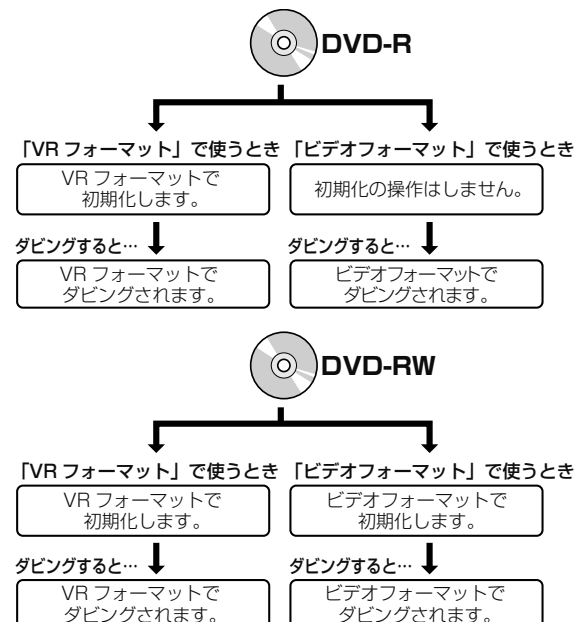 DVD-R
「VR フォーマット」で使うとき
「ビデオフォーマット」で使うとき
VR フォーマットで
初期化します。
初期化の操作はしません。
ダビングすると…
ダビングすると…
VR フォーマットで
ダビングされます。
ビデオフォーマットで
ダビングされます。
DVD-RW
「VR フォーマット」で使うとき
「ビデオフォーマット」で使うとき
VR フォーマットで
初期化します。
ビデオフォーマットで
初期化します。
ダビングすると…
ダビングすると…
VR フォーマットで
ダビングされます。
ビデオフォーマットで
ダビングされます。